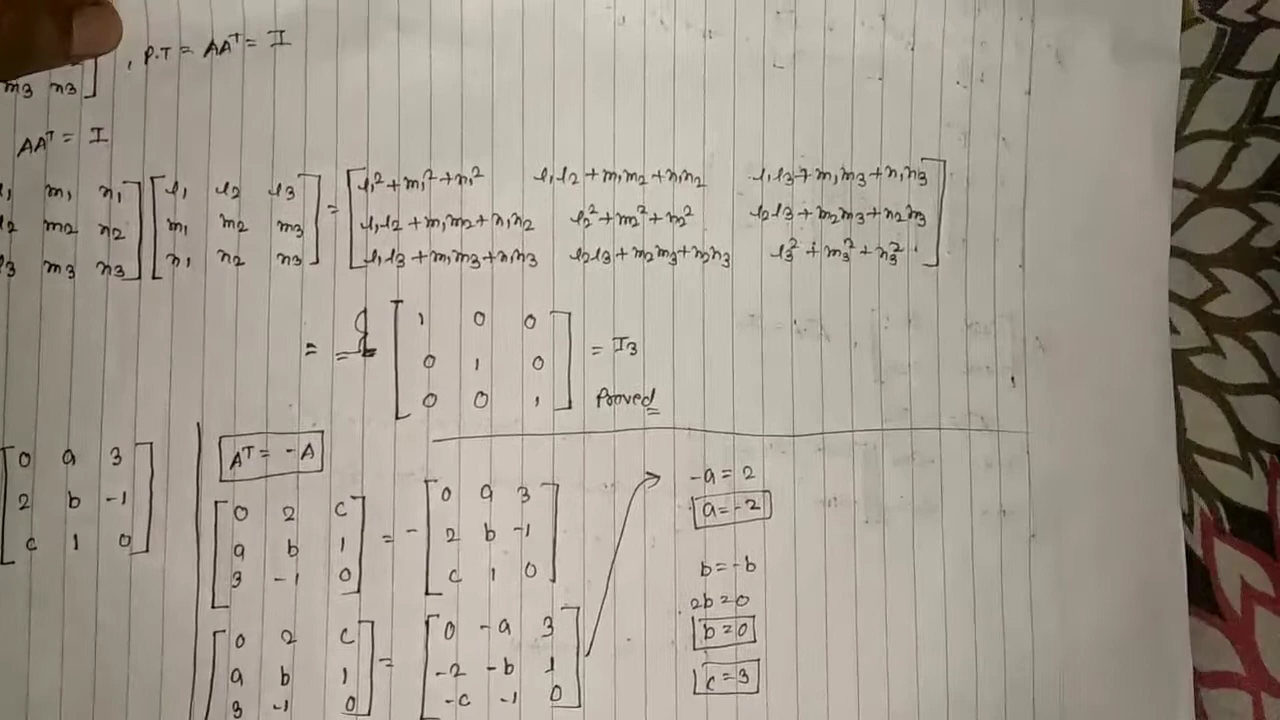 m3 n3 ] , P.T = AAᵀ = I
AAᵀ = I
l₁ m₁ n₁ ] [ l₁ l₂ l₃ ] = [ l₁² + m₁² + n₁² l₁l₂ + m₁m₂ + n₁n₂ l₁l₃ + m₁m₃ + n₁n₃ ]
l₂ m₂ n₂ ] [ m₁ m₂ m₃ ] [ l₁l₂ + m₁m₂ + n₁n₂ l₂² + m₂² + n₂² l₂l₃ + m₂m₃ + n₂n₃ ]
l₃ m₃ n₃ ] [ n₁ n₂ n₃ ] [ l₁l₃ + m₁m₃ + n₁n₃ l₂l₃ + m₂m₃ + n₂n₃ l₃² + m₃² + n₃² ]
= = [ 1 0 0 ]
[ 0 1 0 ] = I₃
[ 0 0 1 ] Proved
[ 0 a 3 ]
[ 2 b -1 ]
[ c 1 0 ]
Aᵀ = -A
[ 0 2 c ] = - [ 0 a 3 ]
[ a b 1 ] [ 2 b -1 ]
[ 3 -1 0 ] [ c 1 0 ]
[ 0 2 c ] = [ 0 -a 3 ]
[ a b 1 ] [ -2 -b 1 ]
[ 3 -1 0 ] [ -c -1 0 ]
-a = 2
a = -2
b = -b
2b = 0
b = 0
c = 3